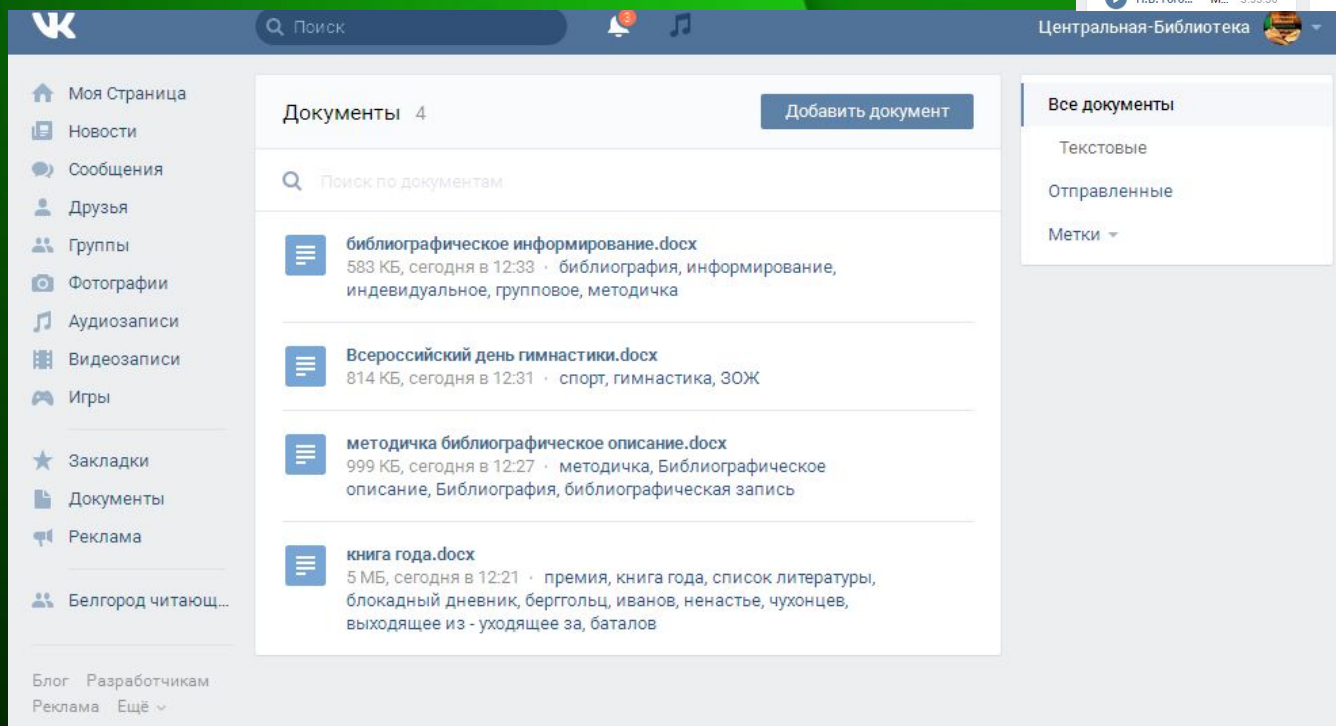 VK
Поиск
3
Центральная-Библиотека
Моя Страница
Новости
Сообщения
Друзья
Группы
Фотографии
Аудиозаписи
Видеозаписи
Игры
Закладки
Документы
Реклама
Белгород читающ...
Блог Разработчикам
Реклама Ещё
Документы 4
Добавить документ
Поиск по документам
библиографическое информирование.docx
583 КБ, сегодня в 12:33 · библиография, информирование,
индевидуальное, групповое, методичка
Всероссийский день гимнастики.docx
814 КБ, сегодня в 12:31 · спорт, гимнастика, ЗОЖ
методичка библиографическое описание.docx
999 КБ, сегодня в 12:27 · методичка, Библиографическое
описание, Библиография, библиографическая запись
книга года.docx
5 МБ, сегодня в 12:21 · премия, книга года, список литературы,
блокадный дневник, берггольц, иванов, ненастье, чухонцев,
выходящее из - уходящее за, баталов
Все документы
Текстовые
Отправленные
Метки